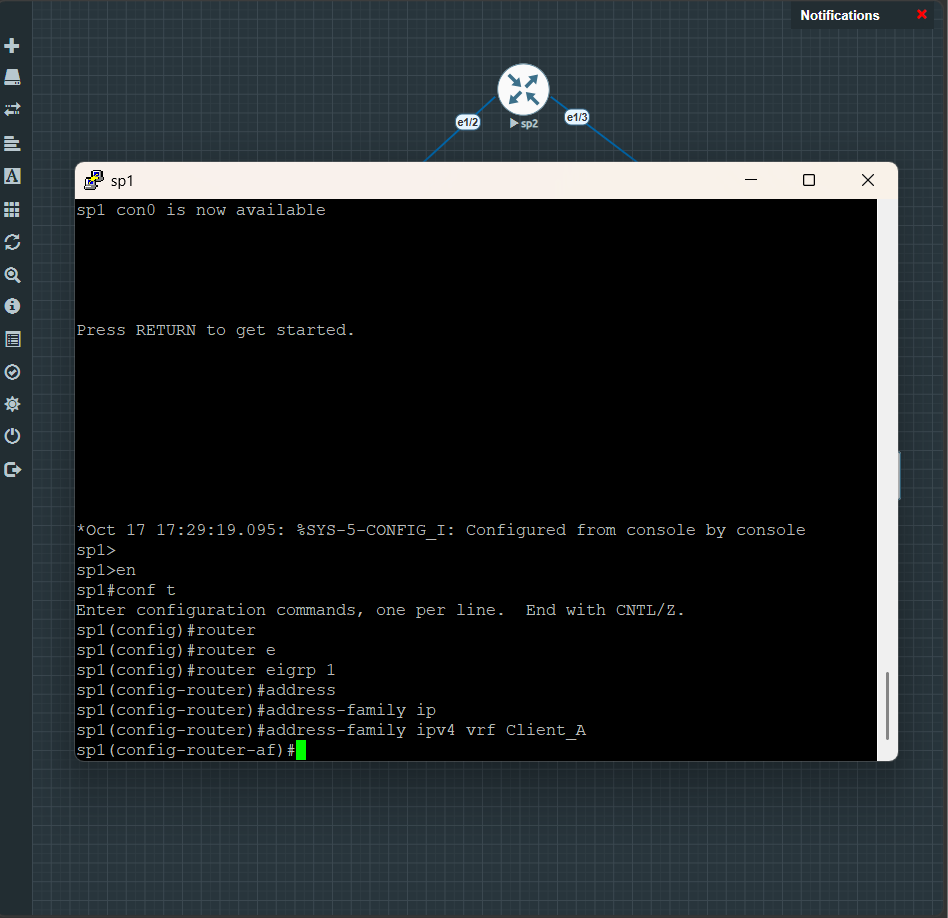 Notifications
e1/2
e1/3
sp2
sp1
sp1 con0 is now available
Press RETURN to get started.
*Oct 17 17:29:19.095: %SYS-5-CONFIG_I: Configured from console by console
sp1>
sp1>en
sp1#conf t
Enter configuration commands, one per line.  End with CNTL/Z.
sp1(config)#router
sp1(config)#router e
sp1(config)#router eigrp 1
sp1(config-router)#address
sp1(config-router)#address-family ip
sp1(config-router)#address-family ipv4 vrf Client_A
sp1(config-router-af)#